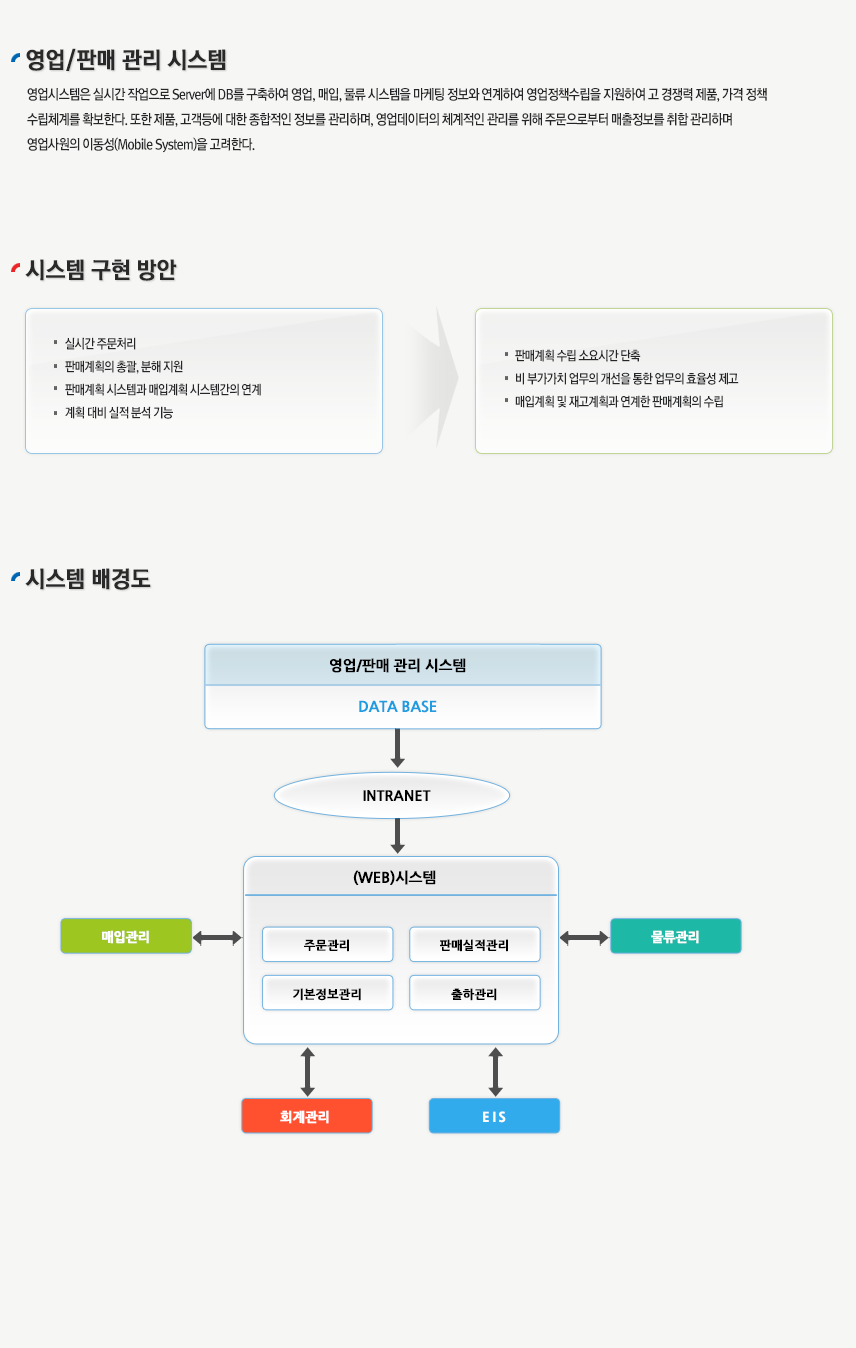 영업/판매 관리 시스템
영업시스템은 실시간 작업으로 Server에 DB를 구축하여 영업, 매입, 물류 시스템을 마케팅 정보와 연계하여 영업정책수립을 지원하여 고 경쟁력 제품, 가격 정책
수립체계를 확보한다. 또한 제품, 고객등에 대한 종합적인 정보를 관리하며, 영업데이터의 체계적인 관리를 위해 주문으로부터 매출정보를 취합 관리하며
영업사원의 이동성(Mobile System)을 고려한다.
시스템 구현 방안
실시간 주문처리
판매계획의 총괄, 분해 지원
판매계획 시스템과 매입계획 시스템간의 연계
계획 대비 실적 분석 기능
판매계획 수립 소요시간 단축
비 부가가치 업무의 개선을 통한 업무의 효율성 제고
매입계획 및 재고계획과 연계한 판매계획의 수립
시스템 배경도
영업/판매 관리 시스템
DATA BASE
INTRANET
(WEB)시스템
매입관리
주문관리
판매실적관리
물류관리
기본정보관리
출하관리
회계관리
EIS